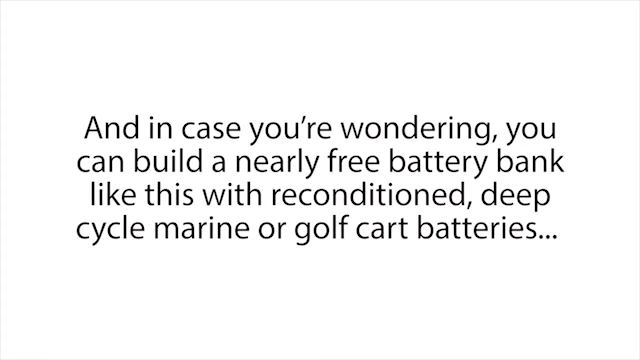 And in case you’re wondering, you
can build a nearly free battery bank
like this with reconditioned, deep
cycle marine or golf cart batteries...